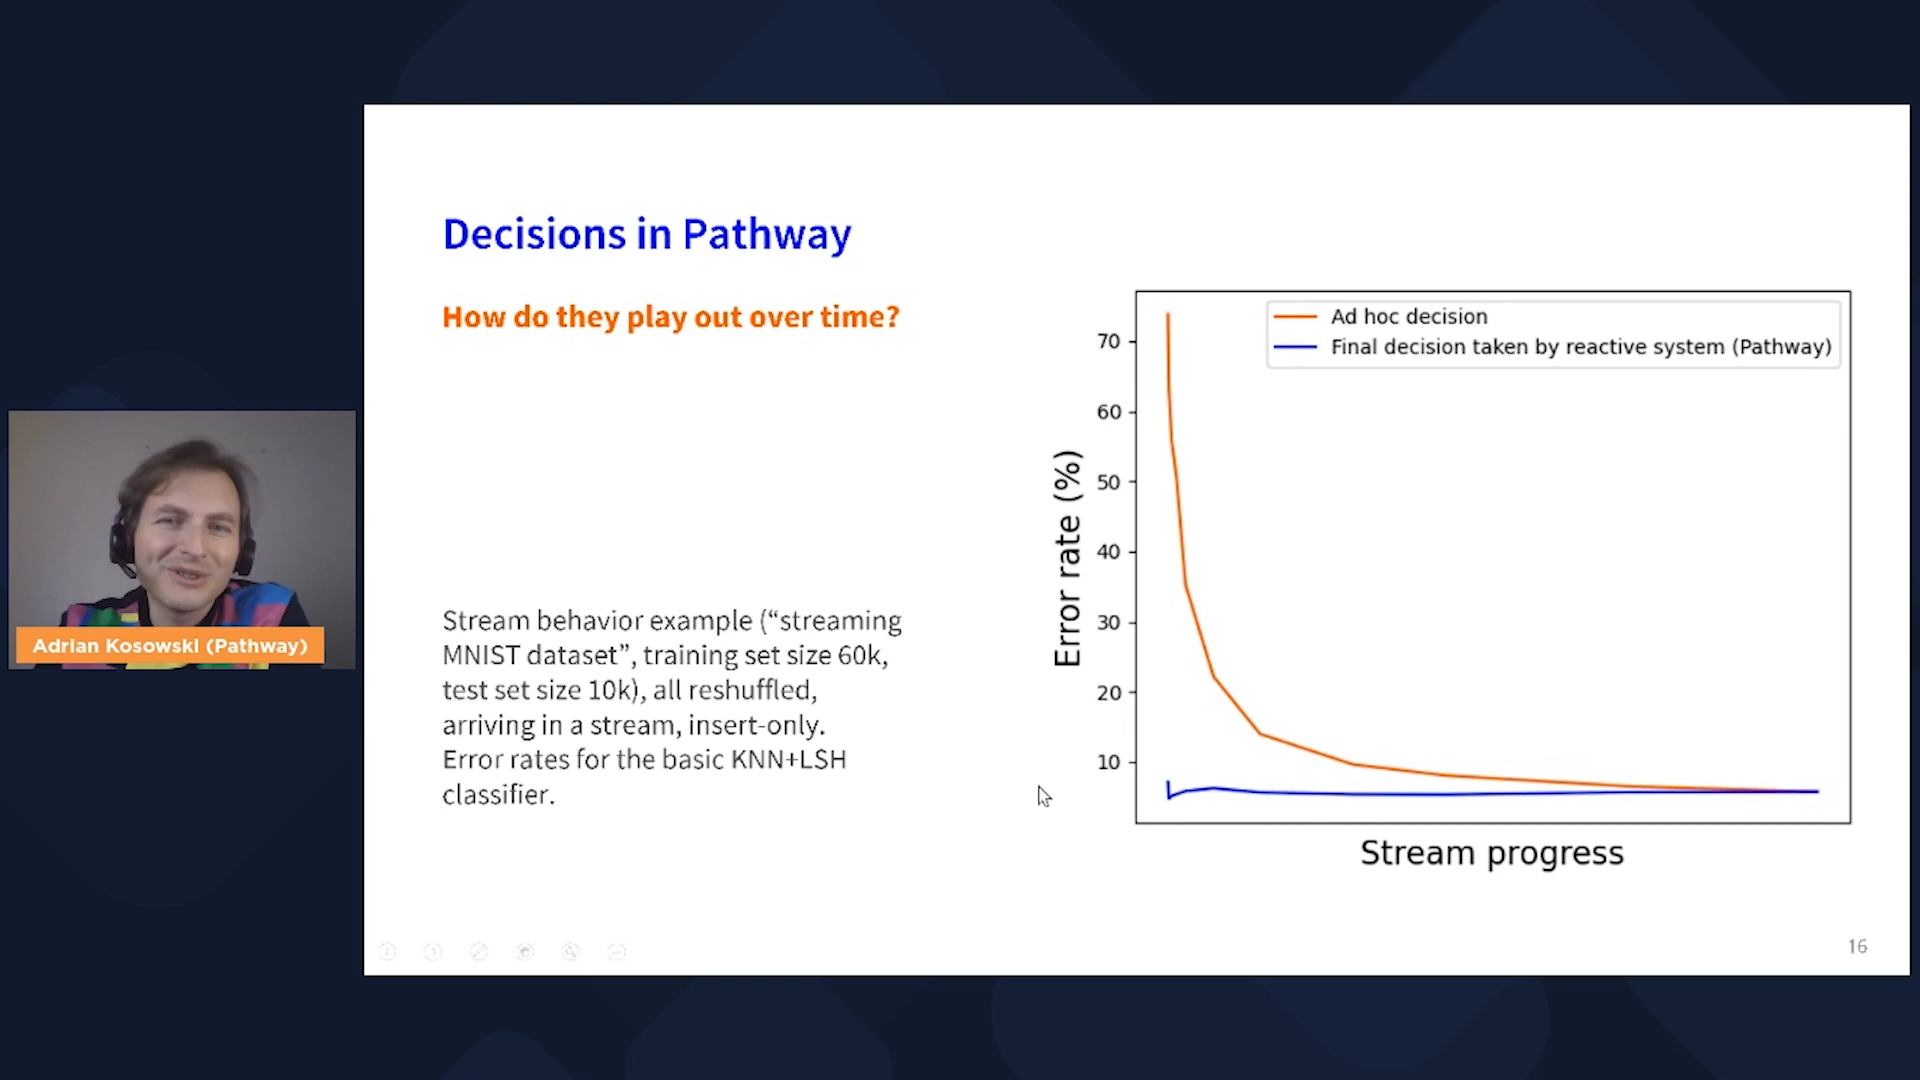 Decisions in Pathway
How do they play out over time?
Stream behavior example (“streaming
MNIST dataset”, training set size 60k,
test set size 10k), all reshuffled,
arriving in a stream, insert-only.
Error rates for the basic KNN+LSH
classifier.
Ad hoc decision
Final decision taken by reactive system (Pathway)
Error rate (%)
70
60
50
40
30
20
10
Stream progress
16
Adrian Kosowski (Pathway)